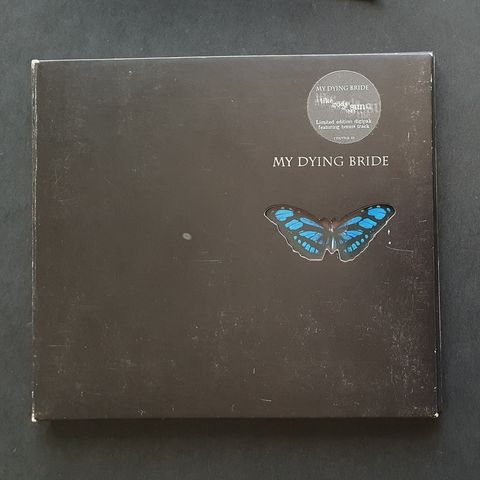 MY DYING BRIDE
like gods
of the sun
Limited edition digipak
featuring bonus track
MY DYING BRIDE